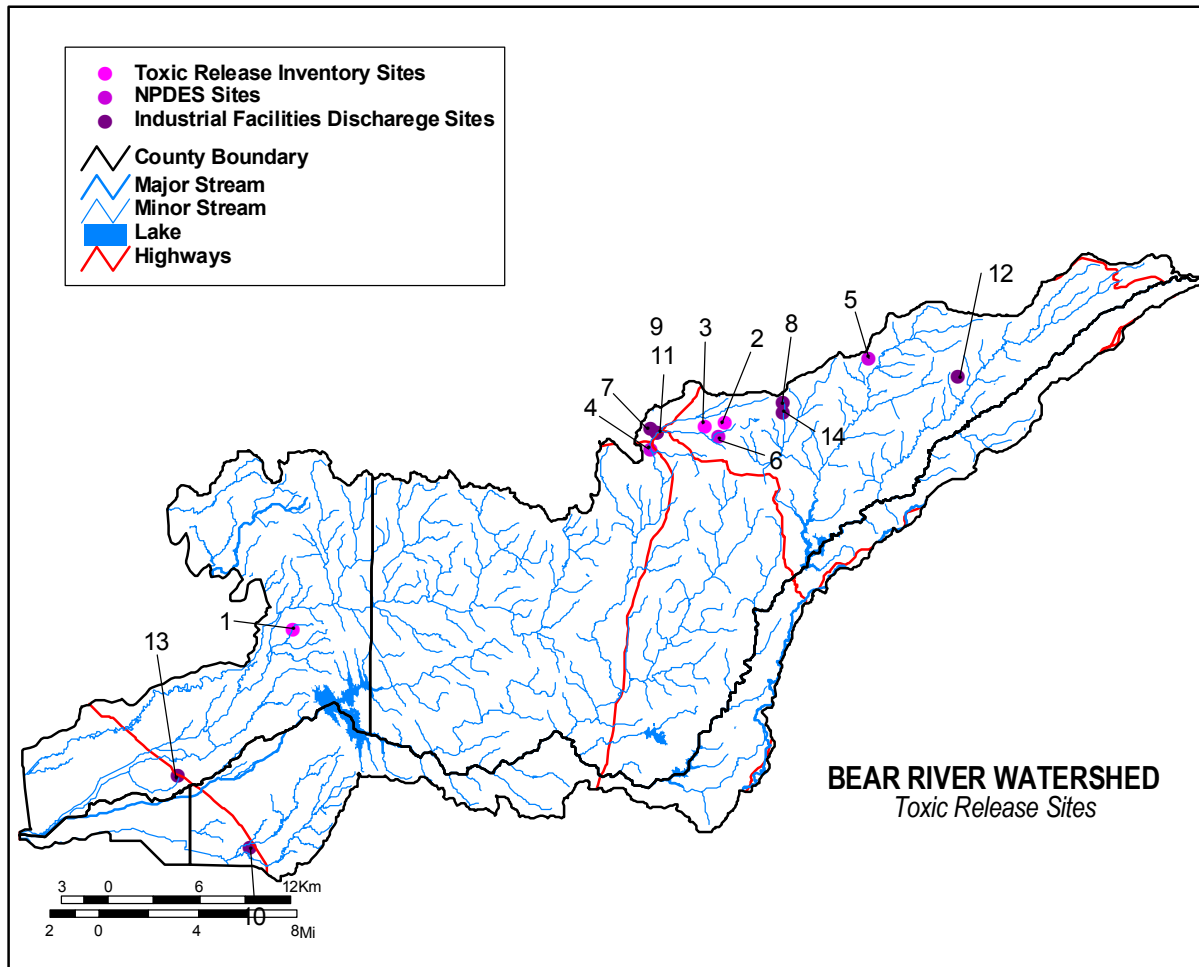 Toxic Release Inventory Sites
NPDES Sites
Industrial Facilities Discharege Sites
County Boundary
Major Stream
Minor Stream
Lake
Highways
12
5
8
9
3
2
11
7
4
14
6
1
13
BEAR RIVER WATERSHED
Toxic Release Sites
3 0 6 12Km
10
2 0 4 8Mi